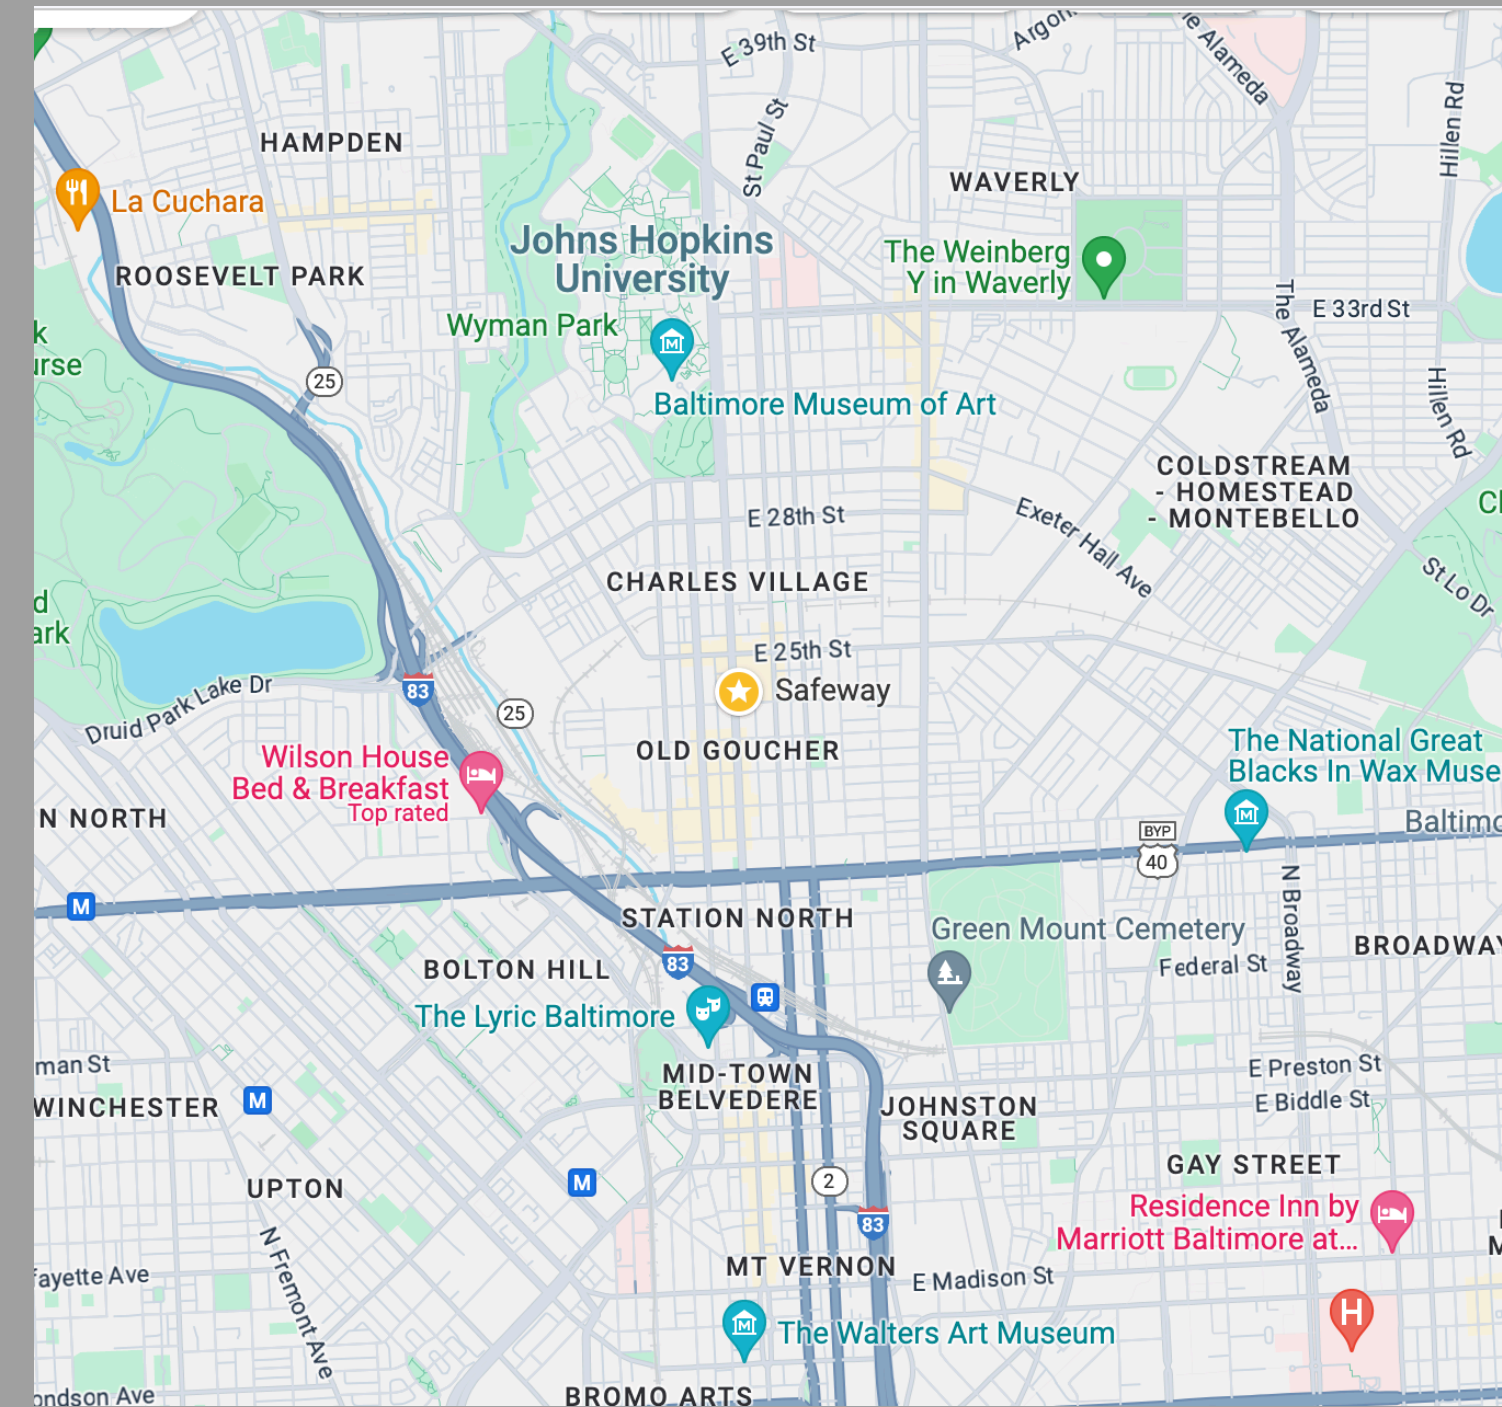 E 39th St
Argon
e Alameda
Hillen Rd
HAMPDEN
St Paul St
WAVERLY
La Cuchara
Johns Hopkins
University
The Weinberg
Y in Waverly
ROOSEVELT PARK
The Alameda
E 33rd St
Wyman Park
k
urse
25
Baltimore Museum of Art
Hillen Rd
COLDSTREAM
- HOMESTEAD
- MONTEBELLO
Cl
E 28th St
Exeter Hall Ave
CHARLES VILLAGE
St Lo Dr
d
ark
E 25th St
Safeway
83
Druid Park Lake Dr
25
OLD GOUCHER
The National Great
Blacks In Wax Muse
Wilson House
Bed & Breakfast
Top rated
N NORTH
Baltimo
BYP
40
M
N Broadway
STATION NORTH
Green Mount Cemetery
BROADWAY
83
BOLTON HILL
Federal St
The Lyric Baltimore
man St
E Preston St
MID-TOWN
BELVEDERE
WINCHESTER
M
JOHNSTON
SQUARE
E Biddle St
GAY STREET
UPTON
M
2
Residence Inn by
Marriott Baltimore at...
83
N Fremont Ave
MT VERNON
fayette Ave
E Madison St
M
H
The Walters Art Museum
ondson Ave
BROMO ARTS